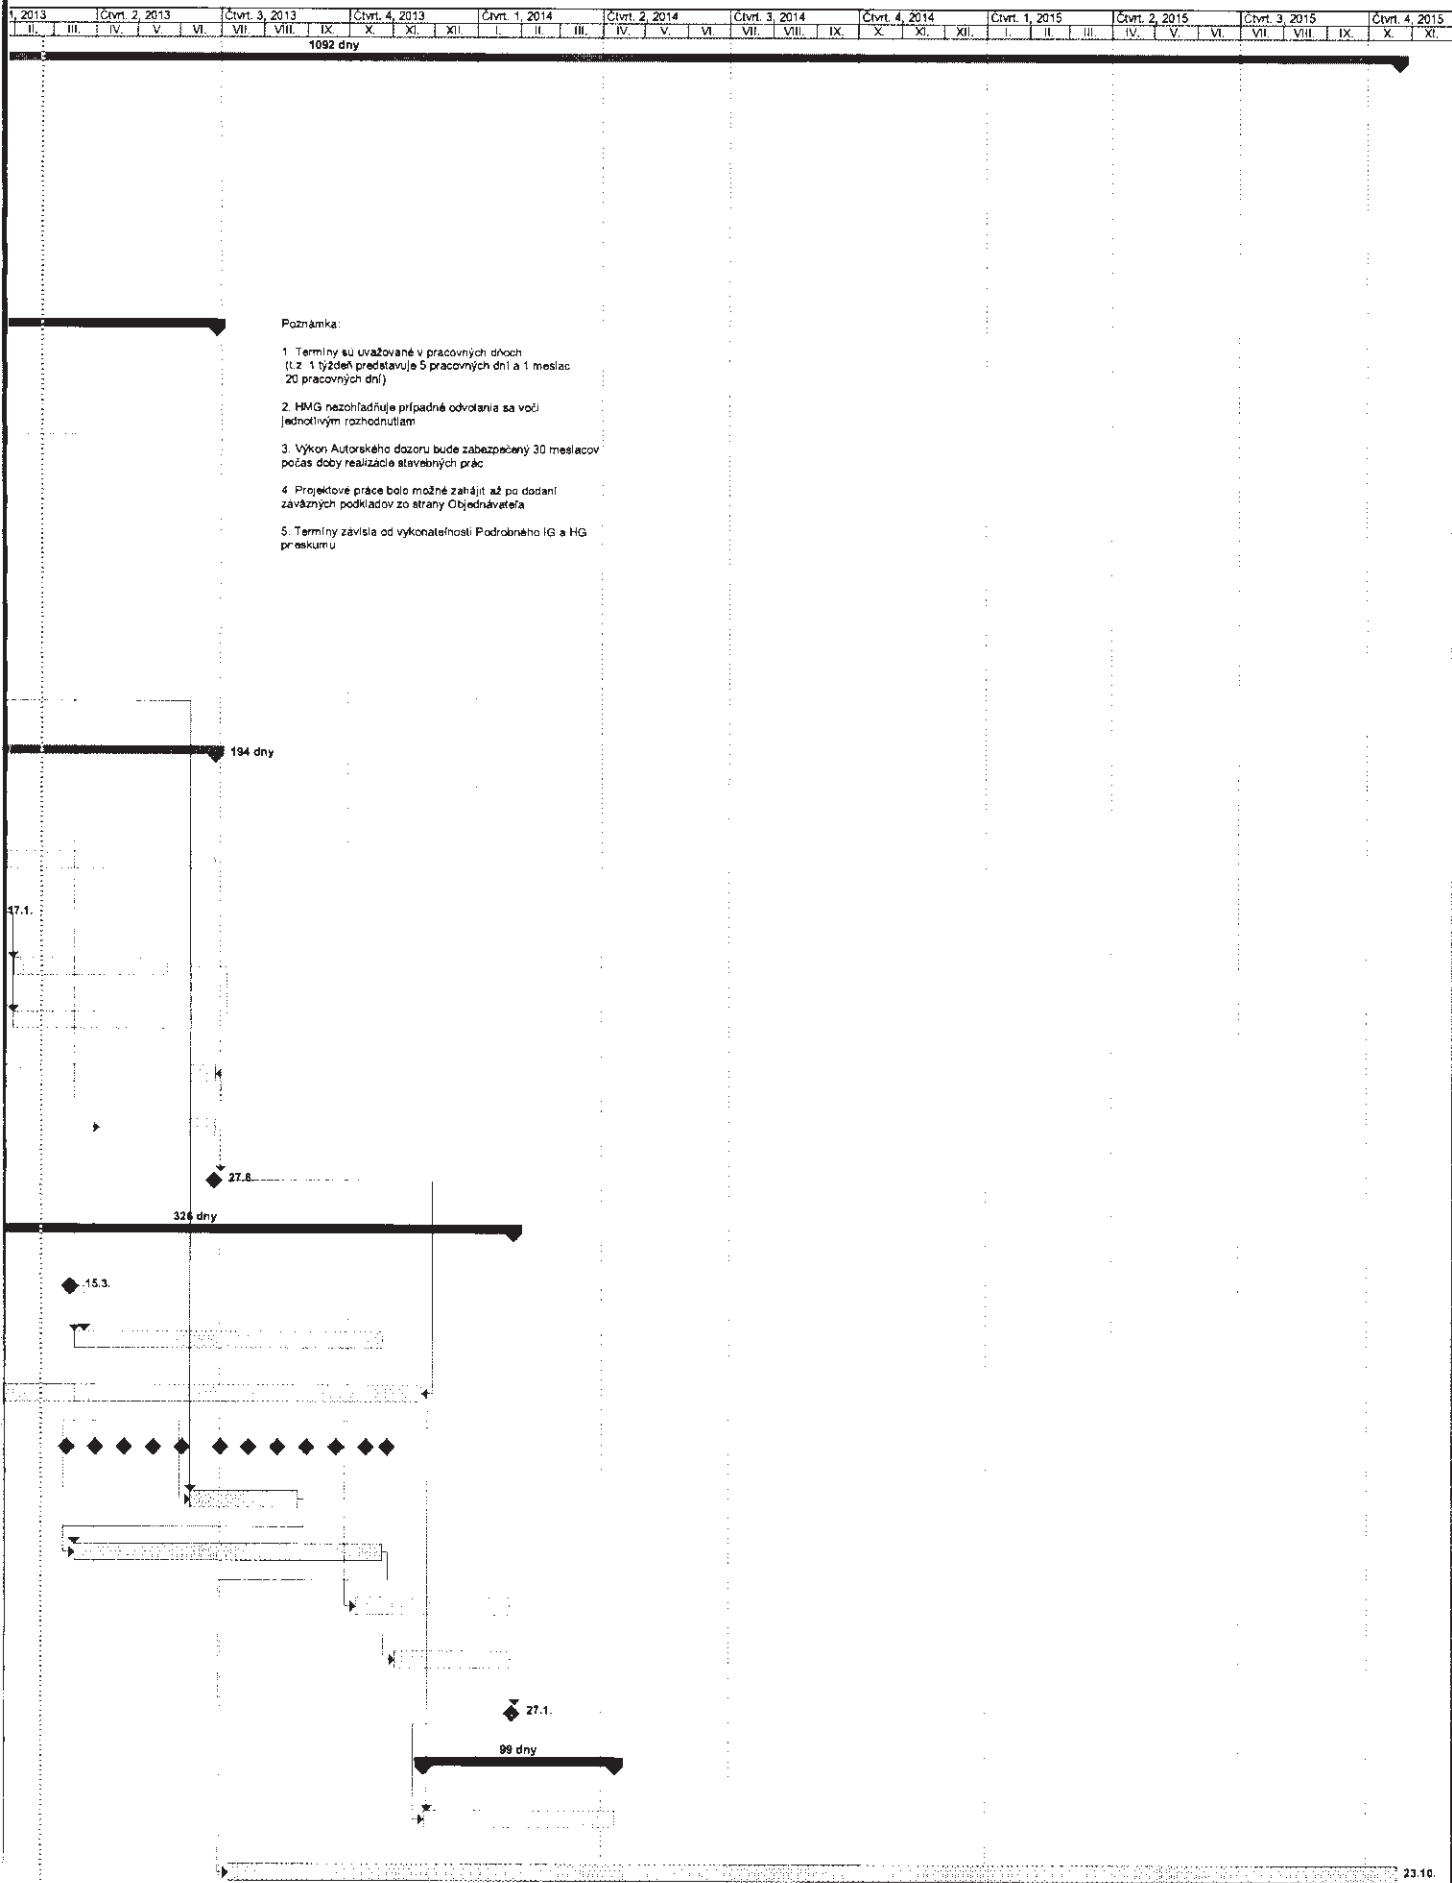 1, 2013 Čtvrt. 2, 2013 Čtvrt. 3, 2013 Čtvrt. 4, 2013 Čtvrt. 1, 2014 Čtvrt. 2, 2014 Čtvrt. 3, 2014 Čtvrt. 4, 2014 Čtvrt. 1, 2015 Čtvrt. 2, 2015 Čtvrt. 3, 2015 Čtvrt. 4, 2015
II. III. IV. V. VI. VII. VIII. IX. X. XI. XII. I. II. III. IV. V. VI. VII. VIII. IX. X. XI. XII. I. II. III. IV. V. VI. VII. VIII. IX. X. XI.
1092 dny
Poznámka:
1 Termíny sú uvažované v pracovných dňoch
(t.z 1 týždeň predstavuje 5 pracovných dní a 1 mesiac
20 pracovných dní)
2. HMG nezohľadňuje prípadné odvolania sa voči
jednotlivým rozhodnutiam
3. Výkon Autorského dozoru bude zabezpečený 30 mesiacov
počas doby realizácie stavebných prác
4 Projektové práce bolo možné zahájit až po dodaní
záväzných podkladov zo strany Objednávateľa
5. Termíny závisia od vykonateľnosti Podrobného IG a HG
prieskumu
194 dny
17.1.
27.6.
326 dny
15.3.
27.1.
99 dny
23.10.